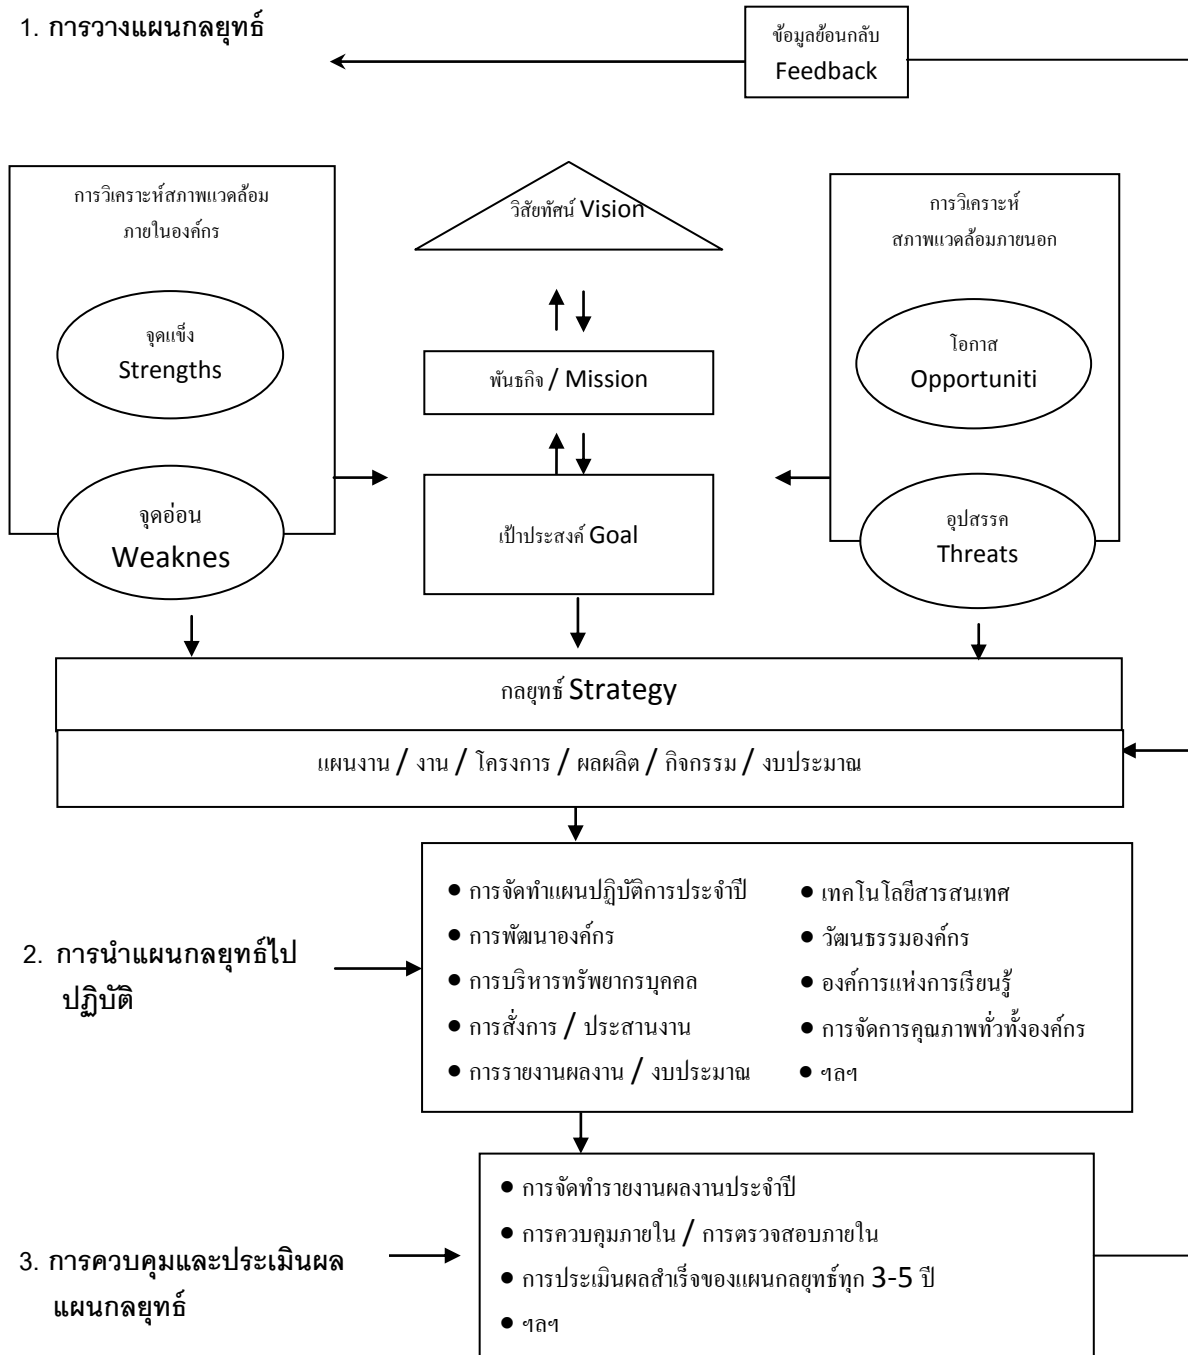 1. การวางแผนกลยุทธ์
ข้อมูลย้อนกลับ
Feedback
การวิเคราะห์สภาพแวดล้อม
ภายในองค์กร
จุดแข็ง
Strengths
จุดอ่อน
Weaknes
วิสัยทัศน์ Vision
พันธกิจ / Mission
เป้าประสงค์ Goal
การวิเคราะห์
สภาพแวดล้อมภายนอก
โอกาส
Opportuniti
อุปสรรค
Threats
กลยุทธ์ Strategy
แผนงาน / งาน / โครงการ / ผลผลิต / กิจกรรม / งบประมาณ
2. การนำแผนกลยุทธ์ไป
ปฏิบัติ
• การจัดทำแผนปฏิบัติการประจำปี
• การพัฒนาองค์กร
• การบริหารทรัพยากรบุคคล
• การสั่งการ / ประสานงาน
• การรายงานผลงาน / งบประมาณ
• เทคโนโลยีสารสนเทศ
• วัฒนธรรมองค์กร
• องค์การแห่งการเรียนรู้
• การจัดการคุณภาพทั่วทั้งองค์กร
• ฯลฯ
3. การควบคุมและประเมินผล
แผนกลยุทธ์
• การจัดทำรายงานผลงานประจำปี
• การควบคุมภายใน / การตรวจสอบภายใน
• การประเมินผลสำเร็จของแผนกลยุทธ์ทุก 3-5 ปี
• ฯลฯ